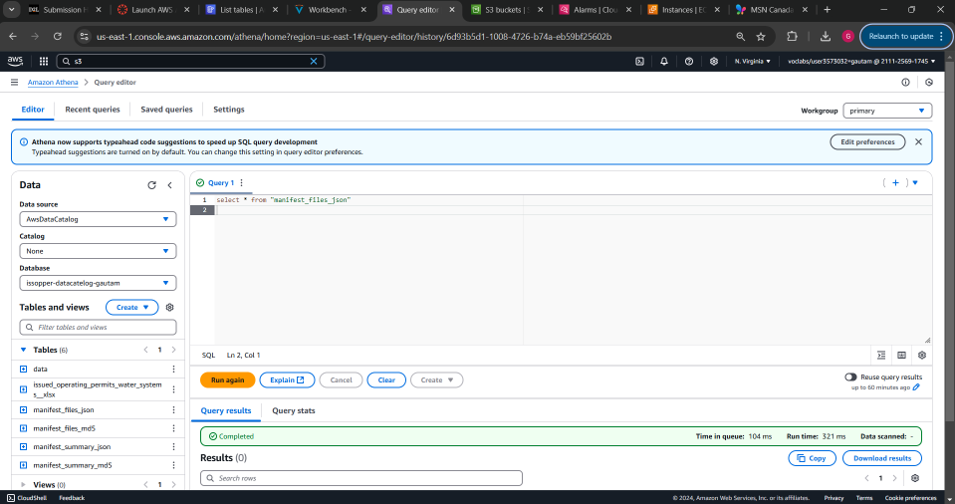 Submission H
Launch AWS
List tables | A
Workbench -
Query editor
S3 buckets |
Alarms | Clou
Instances | EC
MSN Canada
us-east-1.console.aws.amazon.com/athena/home?region=us-east-1#/query-editor/history/6d93b5d1-1008-4726-b74a-eb59bf25602b
G
Relaunch to update
aws
s3
N. Virginia
voclabs/user3573032=gautam @ 2111-2569-1745
Amazon Athena > Query editor
Editor
Recent queries
Saved queries
Settings
Workgroup
primary
Athena now supports typeahead code suggestions to speed up SQL query development
Typeahead suggestions are turned on by default. You can change this setting in query editor preferences.
Edit preferences
Data
Data source
AwsDataCatalog
Catalog
None
Database
issopper-datacatelog-gautam
Tables and views
Create
Filter tables and views
Tables (6)
1
data
issued_operating_permits_water_system
s__xlsx
manifest_files_json
manifest_files_md5
manifest_summary_json
manifest_summary_md5
Views (0)
1
Query 1
1 select * from "manifest_files_json"
2
SQL Ln 2, Col 1
Run again
Explain
Cancel
Clear
Create
Reuse query results
up to 60 minutes ago
Query results
Query stats
Completed
Time in queue: 104 ms
Run time: 321 ms
Data scanned: -
Results (0)
Copy
Download results
Search rows
1
CloudShell
Feedback
© 2024, Amazon Web Services, Inc. or its affiliates.
Privacy
Terms
Cookie preferences